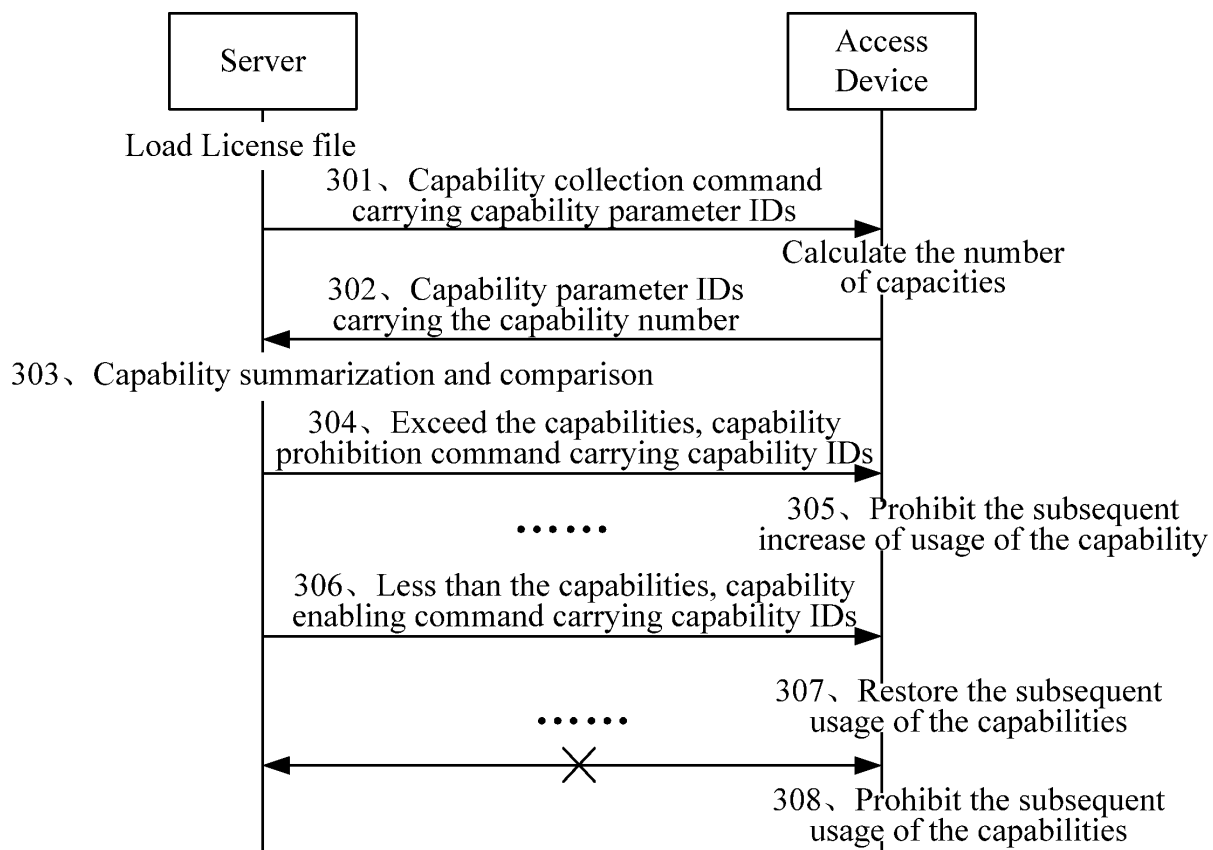 Server
Access
Device
Load License file
301、Capability collection command
carrying capability parameter IDs
Calculate the number
of capacities
302、Capability parameter IDs
carrying the capability number
303、Capability summarization and comparison
304、Exceed the capabilities, capability
prohibition command carrying capability IDs
......
305、Prohibit the subsequent
increase of usage of the capability
306、Less than the capabilities, capability
enabling command carrying capability IDs
307、Restore the subsequent
usage of the capabilities
......
308、Prohibit the subsequent
usage of the capabilities